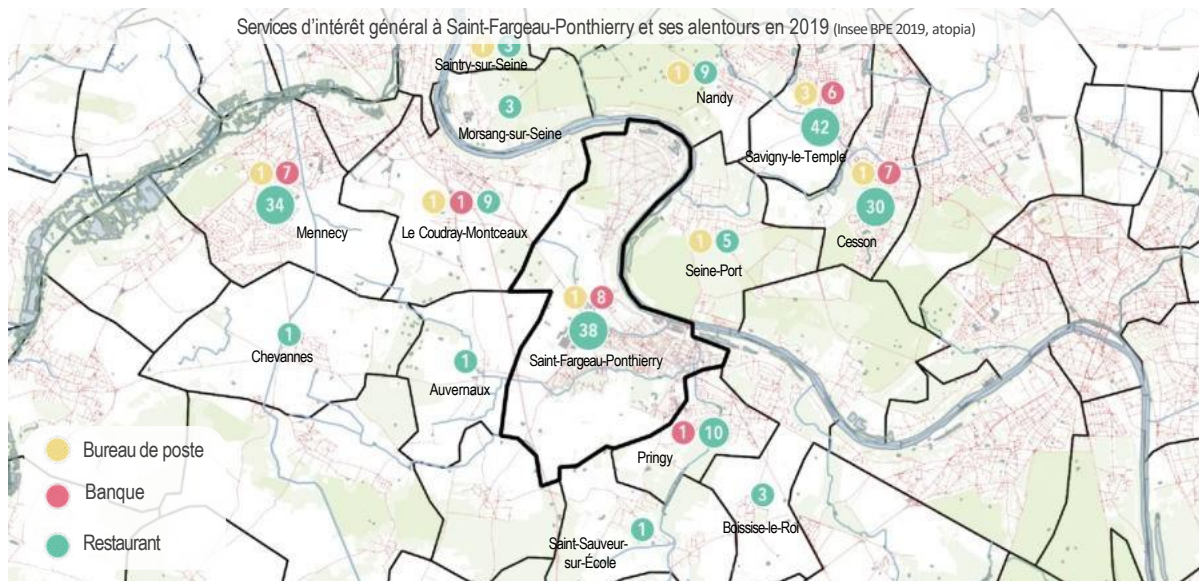 Services d'intérêt général à Saint-Fargeau-Ponthierry et ses alentours en 2019 (Insee BPE 2019, atopia)
1 3
Saintry-sur-Seine
3
Morsang-sur-Seine
1 9
Nandy
3 6
42
Savigny-le-Temple
1 7
34
Mennecy
1 1 9
Le Coudray-Montceaux
1 7
30
Cesson
1 5
Seine-Port
1 8
38
Saint-Fargeau-Ponthierry
1
Chevannes
1
Auvernaux
1 10
Pringy
3
Boissise-le-Roi
1
Saint-Sauveur-
sur-École
Bureau de poste
Banque
Restaurant